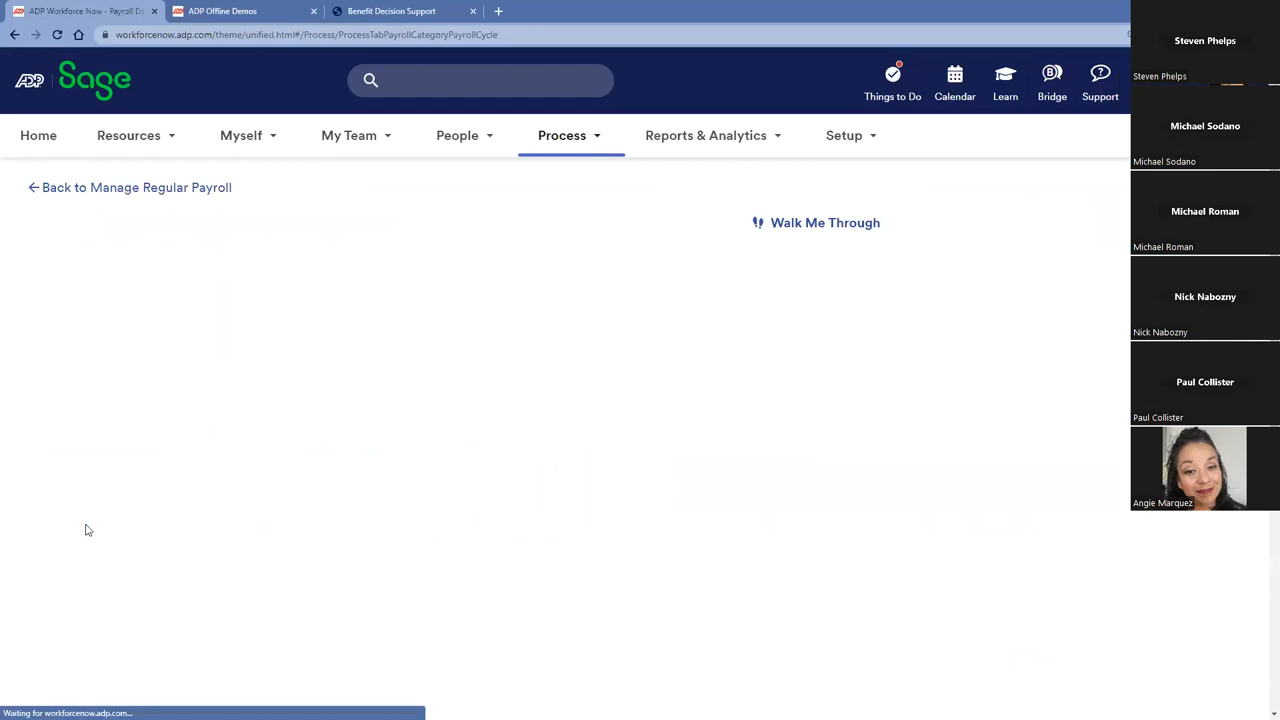 ADP Workforce Now - Payroll Da
ADP Offline Demos
Benefit Decision Support
workforcenow.adp.com/theme/unified.html#/Process/ProcessTabPayrollCategoryPayrollCycle
ADP
Sage
Things to Do
Calendar
Learn
Bridge
Support
Home
Resources
Myself
My Team
People
Process
Reports & Analytics
Setup
Back to Manage Regular Payroll
Walk Me Through
Steven Phelps
Steven Phelps
Michael Sodano
Michael Sodano
Michael Roman
Michael Roman
Nick Nabozny
Nick Nabozny
Paul Collister
Paul Collister
Angie Marquez
Waiting for workforcenow.adp.com...